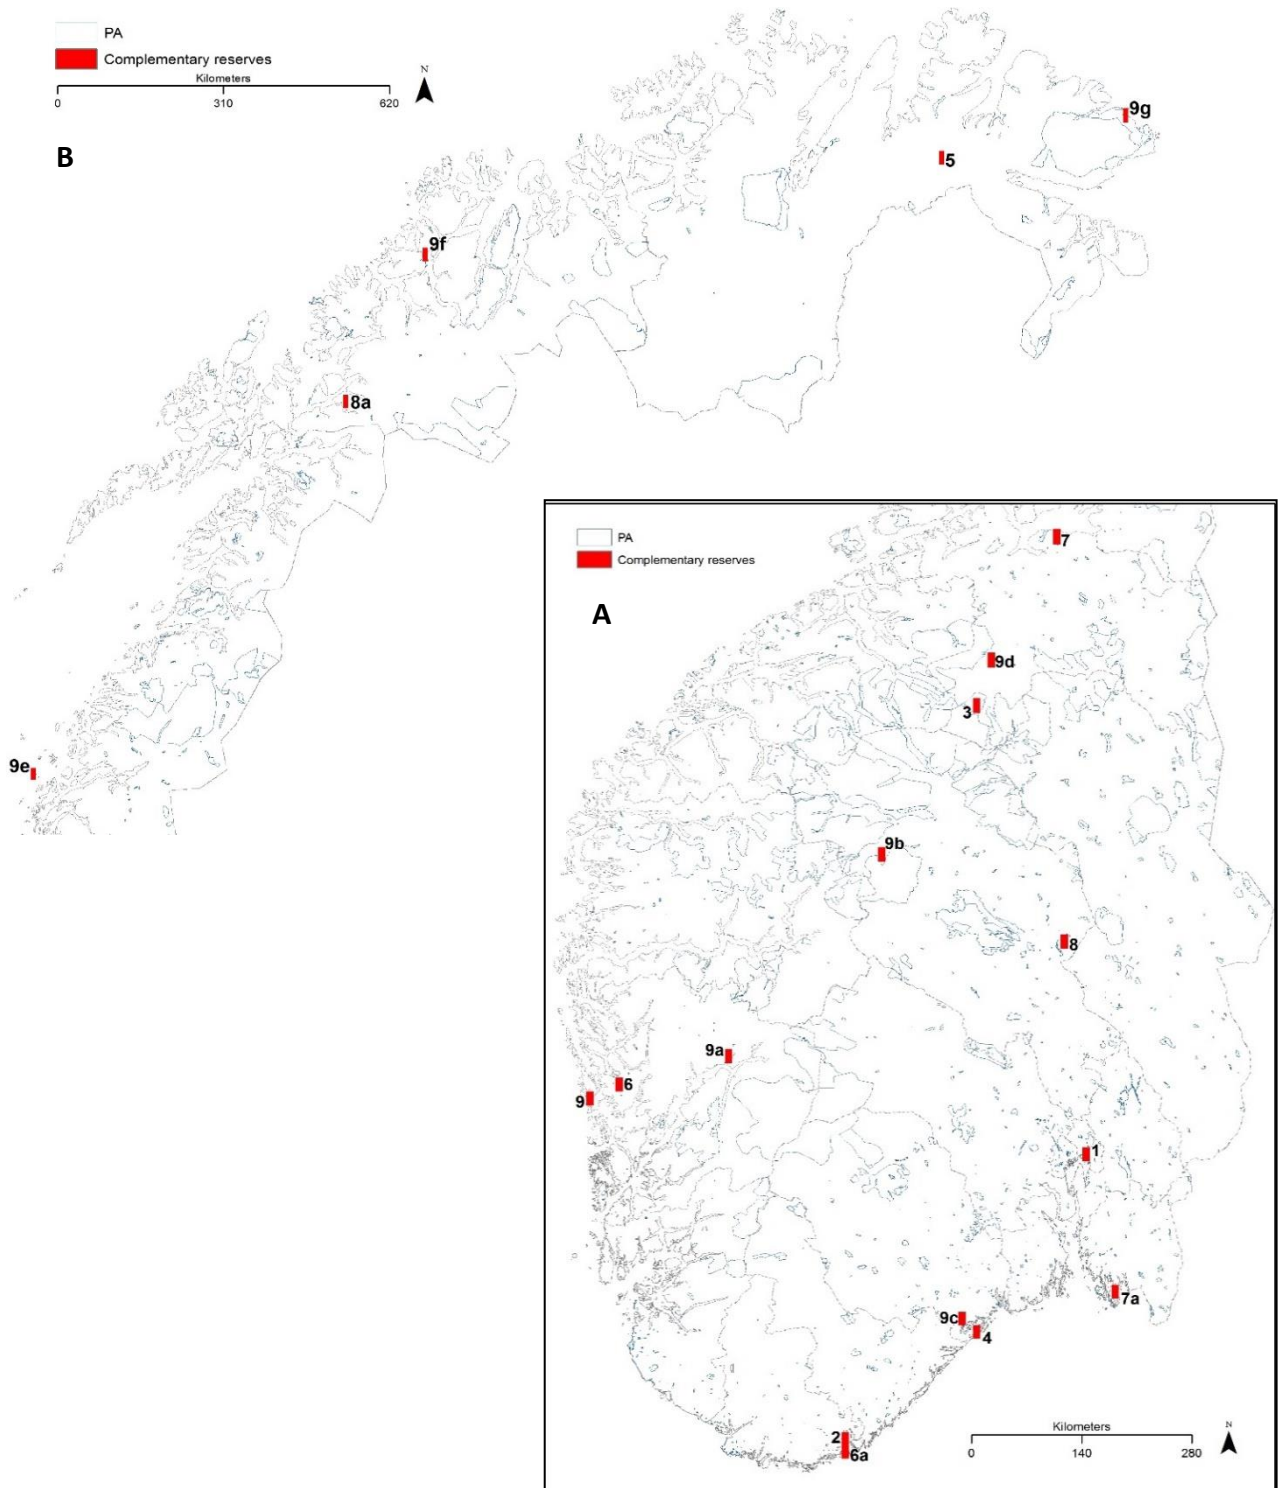 PA
Complementary reserves
Kilometers
0 310 620
N
B
9g
5
9f
8a
9e
PA
Complementary reserves
A
7
9d
3
9b
8
9a
6
9
1
7a
9c
4
2
6a
Kilometers
0 140 280
N